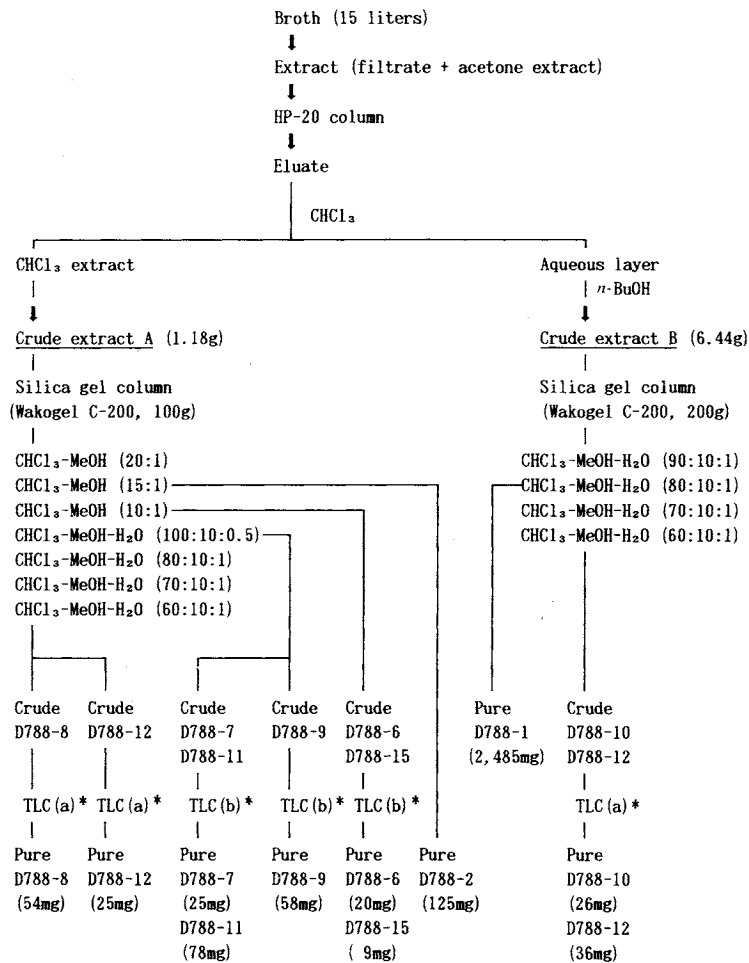 Broth (15 liters)
Extract (filtrate + acetone extract)
HP-20 column
Eluate
CHCl₃
CHCl₃ extract
Aqueous layer
n-BuOH
Crude extract A (1.18g)
Crude extract B (6.44g)
Silica gel column
(Wakogel C-200, 100g)
Silica gel column
(Wakogel C-200, 200g)
CHCl₃-MeOH (20:1)
CHCl₃-MeOH (15:1)
CHCl₃-MeOH (10:1)
CHCl₃-MeOH-H₂O (100:10:0.5)
CHCl₃-MeOH-H₂O (80:10:1)
CHCl₃-MeOH-H₂O (70:10:1)
CHCl₃-MeOH-H₂O (60:10:1)
CHCl₃-MeOH-H₂O (90:10:1)
CHCl₃-MeOH-H₂O (80:10:1)
CHCl₃-MeOH-H₂O (70:10:1)
CHCl₃-MeOH-H₂O (60:10:1)
Crude
D788-8
Crude
D788-12
Crude
D788-7
D788-11
Crude
D788-9
Crude
D788-6
D788-15
Pure
D788-1
(2,485mg)
Crude
D788-10
D788-12
TLC(a)*
TLC(a)*
TLC(b)*
TLC(b)*
TLC(b)*
TLC(a)*
Pure
D788-8
(54mg)
Pure
D788-12
(25mg)
Pure
D788-7
(25mg)
D788-11
(78mg)
Pure
D788-9
(58mg)
Pure
D788-6
(20mg)
D788-15
( 9mg)
Pure
D788-2
(125mg)
Pure
D788-10
(26mg)
D788-12
(36mg)